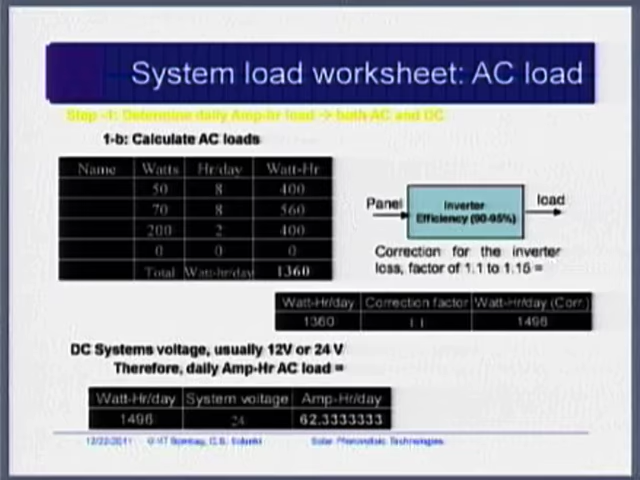 System load worksheet: AC load
Step -1: Determine daily Amp-hr load → both AC and DC
1-b: Calculate AC loads
Name Watts Hr/day Watt-Hr
50 8 400
70 8 560
200 2 400
0 0 0
Total Watt-hr/day 1360
Panel
Inverter
Efficiency (90-95%)
load
Correction for the inverter
loss, factor of 1.1 to 1.15 =
Watt-Hr/day Correction factor Watt-Hr/day (Corr.)
1360 1.1 1496
DC Systems voltage, usually 12V or 24 V
Therefore, daily Amp-Hr AC load =
Watt-Hr/day System voltage Amp-Hr/day
1496 24 62.3333333
12/22/2011 © IIT Bombay, C.S. Solanki Solar Photovoltaic Technologies